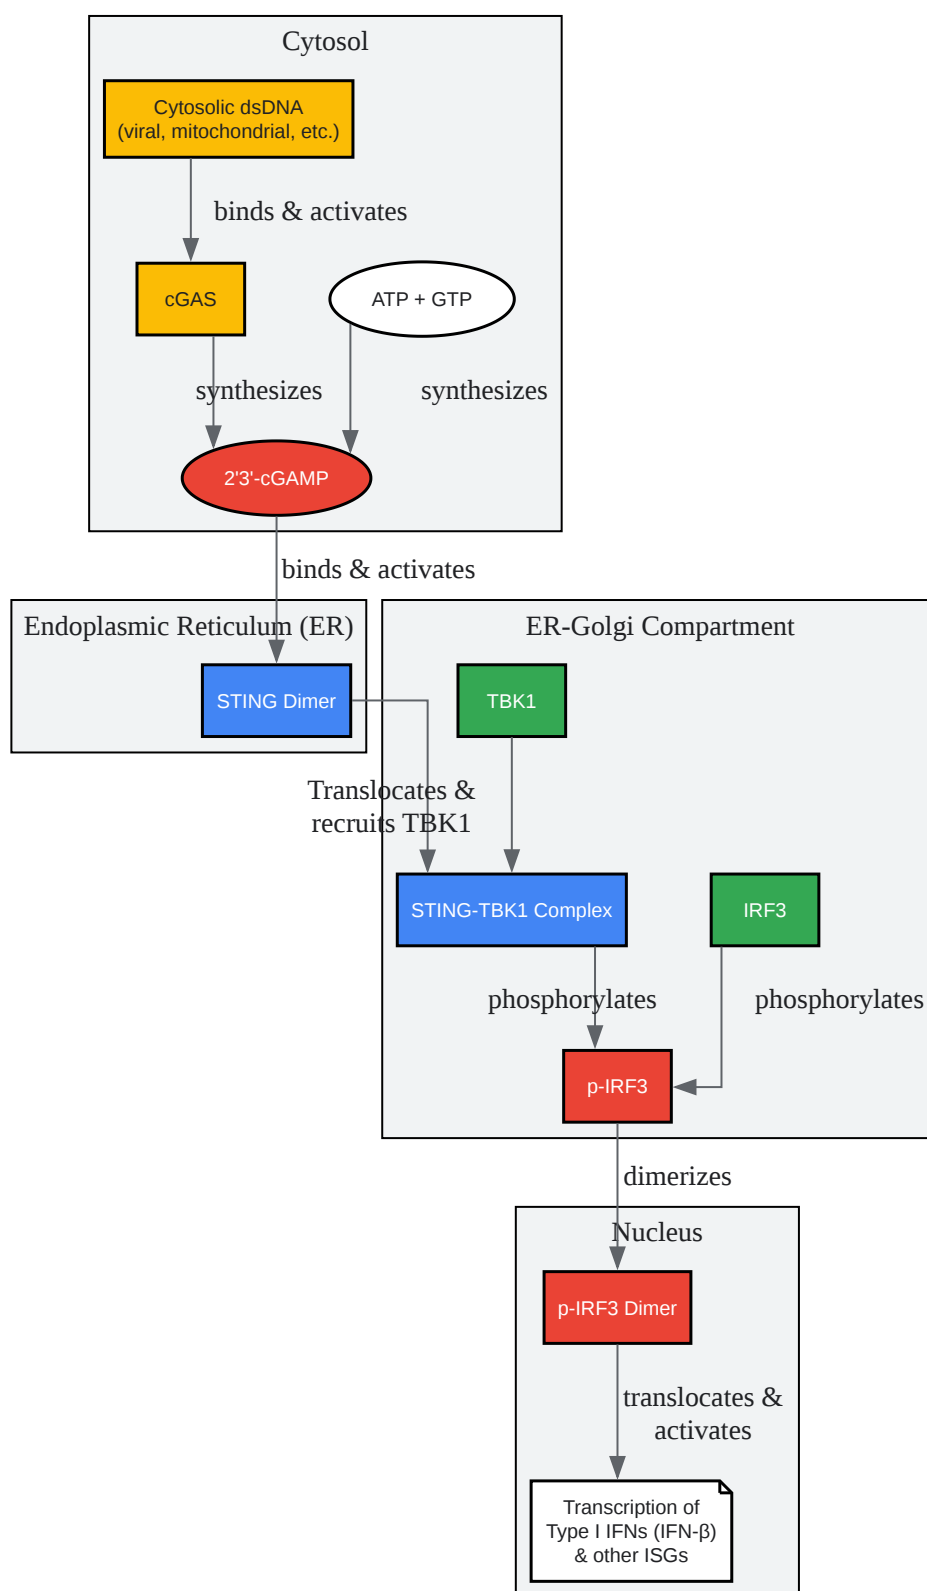 Cytosol
Cytosolic dsDNA
(viral, mitochondrial, etc.)
binds & activates
cGAS
ATP + GTP
synthesizes
synthesizes
2'3'-cGAMP
binds & activates
Endoplasmic Reticulum (ER)
ER-Golgi Compartment
STING Dimer
TBK1
Translocates &
recruits TBK1
STING-TBK1 Complex
IRF3
phosphorylates
phosphorylates
p-IRF3
dimerizes
Nucleus
p-IRF3 Dimer
translocates &
activates
Transcription of
Type I IFNs (IFN-β)
& other ISGs